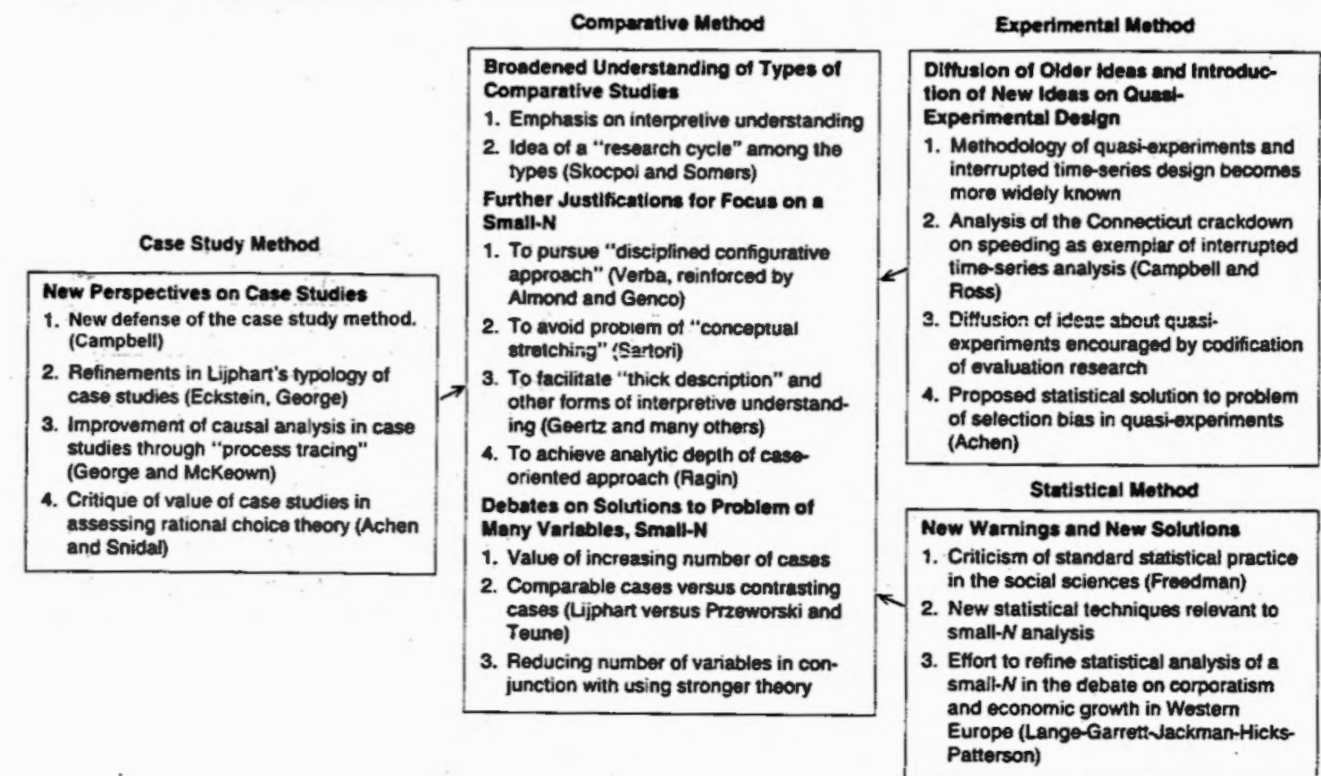 Case Study Method
New Perspectives on Case Studies
1. New defense of the case study method.
(Campbell)
2. Refinements in Lijphart's typology of
case studies (Eckstein, George)
3. Improvement of causal analysis in case
studies through "process tracing"
(George and McKeown)
4. Critique of value of case studies in
assessing rational choice theory (Achen
and Snidal)
Comparative Method
Broadened Understanding of Types of
Comparative Studies
1. Emphasis on interpretive understanding
2. Idea of a "research cycle" among the
types (Skocpol and Somers)
Further Justifications for Focus on a
Small-N
1. To pursue "disciplined configurative
approach" (Verba, reinforced by
Almond and Genco)
2. To avoid problem of "conceptual
stretching" (Sartori)
3. To facilitate "thick description" and
other forms of interpretive understand-
ing (Geertz and many others)
4. To achieve analytic depth of case-
oriented approach (Ragin)
Debates on Solutions to Problem of
Many Variables, Small-N
1. Value of increasing number of cases
2. Comparable cases versus contrasting
cases (Lijphart versus Przeworski and
Teune)
3. Reducing number of variables in con-
junction with using stronger theory
Experimental Method
Diffusion of Older Ideas and Introduc-
tion of New Ideas on Quasi-
Experimental Design
1. Methodology of quasi-experiments and
interrupted time-series design becomes
more widely known
2. Analysis of the Connecticut crackdown
on speeding as exemplar of interrupted
time-series analysis (Campbell and
Ross)
3. Diffusion of ideas about quasi-
experiments encouraged by codification
of evaluation research
4. Proposed statistical solution to problem
of selection bias in quasi-experiments
(Achen)
Statistical Method
New Warnings and New Solutions
1. Criticism of standard statistical practice
in the social sciences (Freedman)
2. New statistical techniques relevant to
small-N analysis
3. Effort to refine statistical analysis of a
small-N in the debate on corporatism
and economic growth in Western
Europe (Lange-Garrett-Jackman-Hicks-
Patterson)